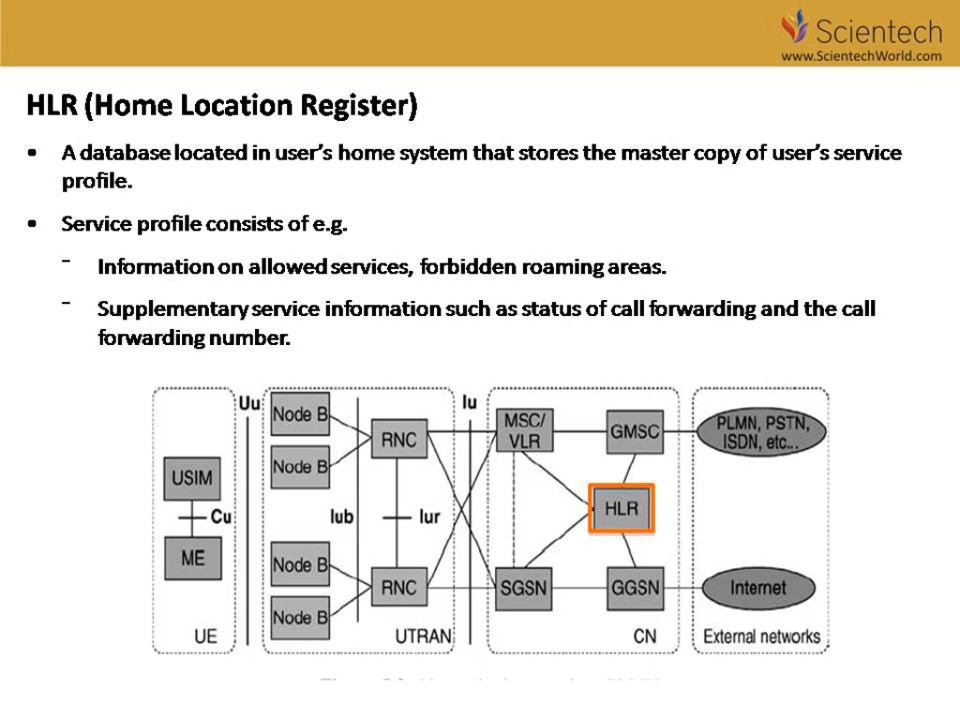 Scientech
www.ScientechWorld.com
HLR (Home Location Register)
• A database located in user's home system that stores the master copy of user's service
profile.
• Service profile consists of e.g.
- Information on allowed services, forbidden roaming areas.
- Supplementary service information such as status of call forwarding and the call
forwarding number.
Uu
Iu
Node B
Node B
RNC
MSC/
VLR
GMSC
PLMN, PSTN,
ISDN, etc...
USIM
Cu
ME
Iub
Iur
HLR
Node B
Node B
RNC
SGSN
GGSN
Internet
UE
UTRAN
CN
External networks